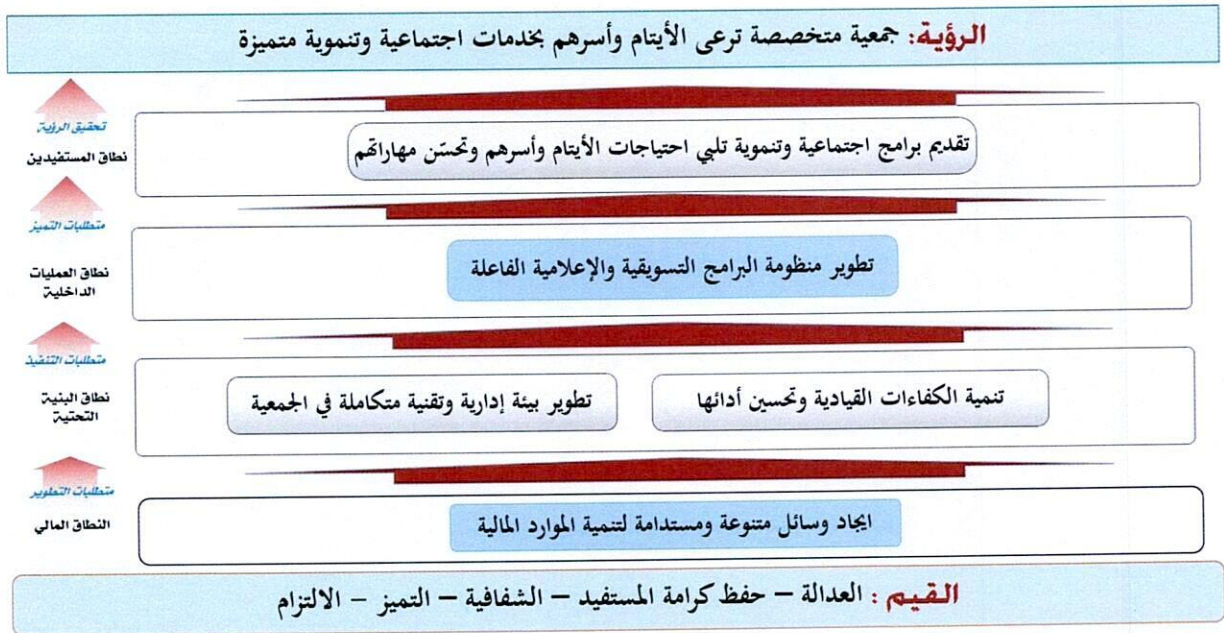 الرؤية: جمعية متخصصة ترعى الأيتام وأسرهم بخدمات اجتماعية وتنموية متميزة
تحقيق الرؤية
نطاق المستفيدين
تقديم برامج اجتماعية وتنموية تلبي احتياجات الأيتام وأسرهم وتحسّن مهاراتهم
متطلبات التميز
نطاق العمليات
الداخلية
تطوير منظومة البرامج التسويقية والإعلامية الفاعلة
متطلبات التنفيذ
نطاق البنية
التحتية
تنمية الكفاءات القيادية وتحسين أدائها
تطوير بيئة إدارية وتقنية متكاملة في الجمعية
متطلبات التطوير
النطاق المالي
ايجاد وسائل متنوعة ومستدامة لتنمية الموارد المالية
القيم : العدالة – حفظ كرامة المستفيد – الشفافية – التميز – الالتزام